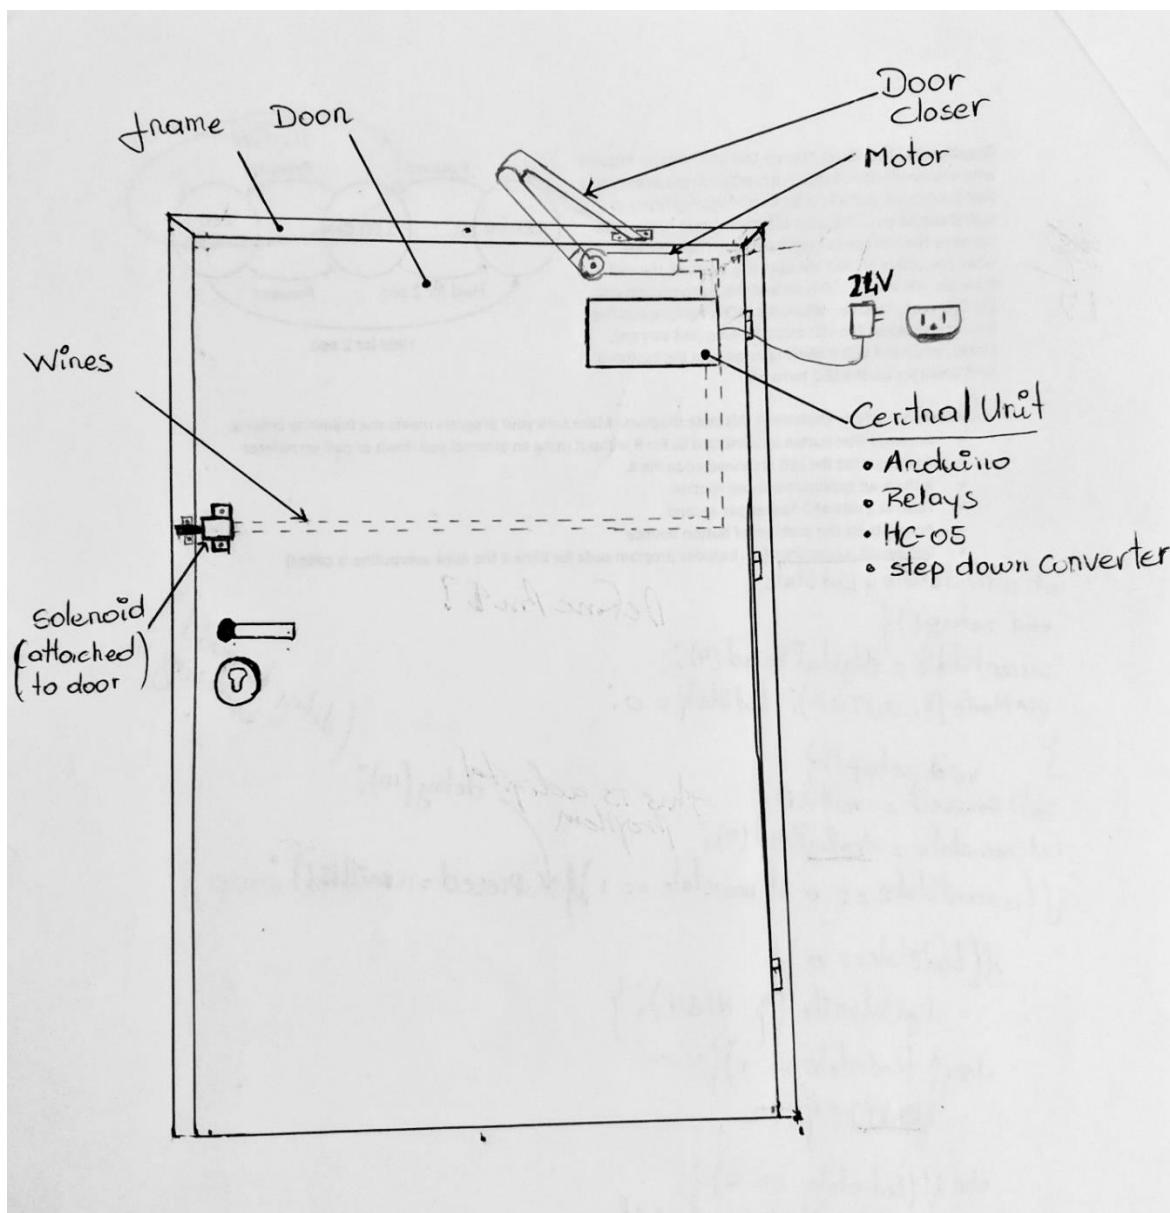 frame
Door
Door
closer
Motor
Wires
Central Unit
• Arduino
• Relays
• HC-05
• step down converter
Solenoid
(attached
to door)